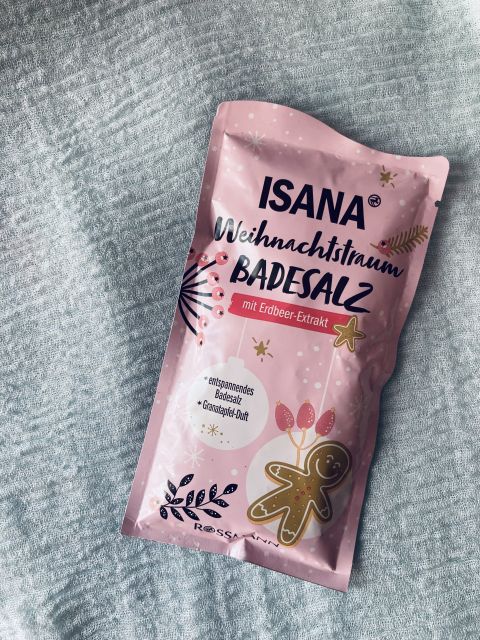 ISANA®
Weihnachtstraum
BADESALZ
mit Erdbeer-Extrakt
* entspannendes
Badesalz
* Granatapfel-Duft
ROSSMANN